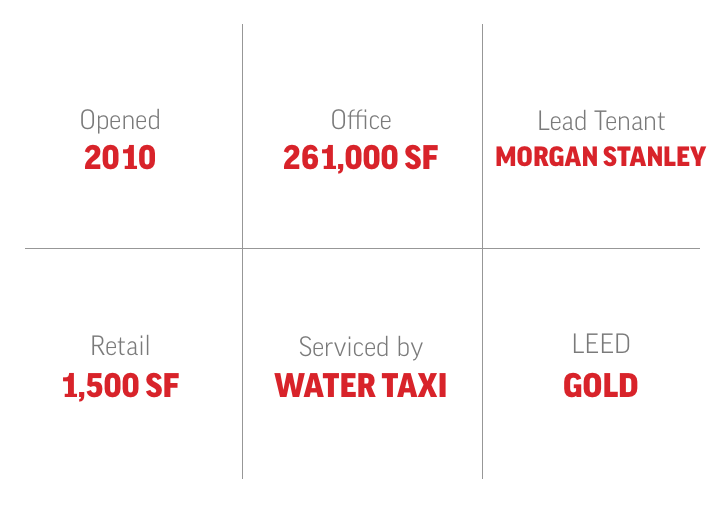 Opened
2010
Office
261,000 SF
Lead Tenant
MORGAN STANLEY
Retail
1,500 SF
Serviced by
WATER TAXI
LEED
GOLD